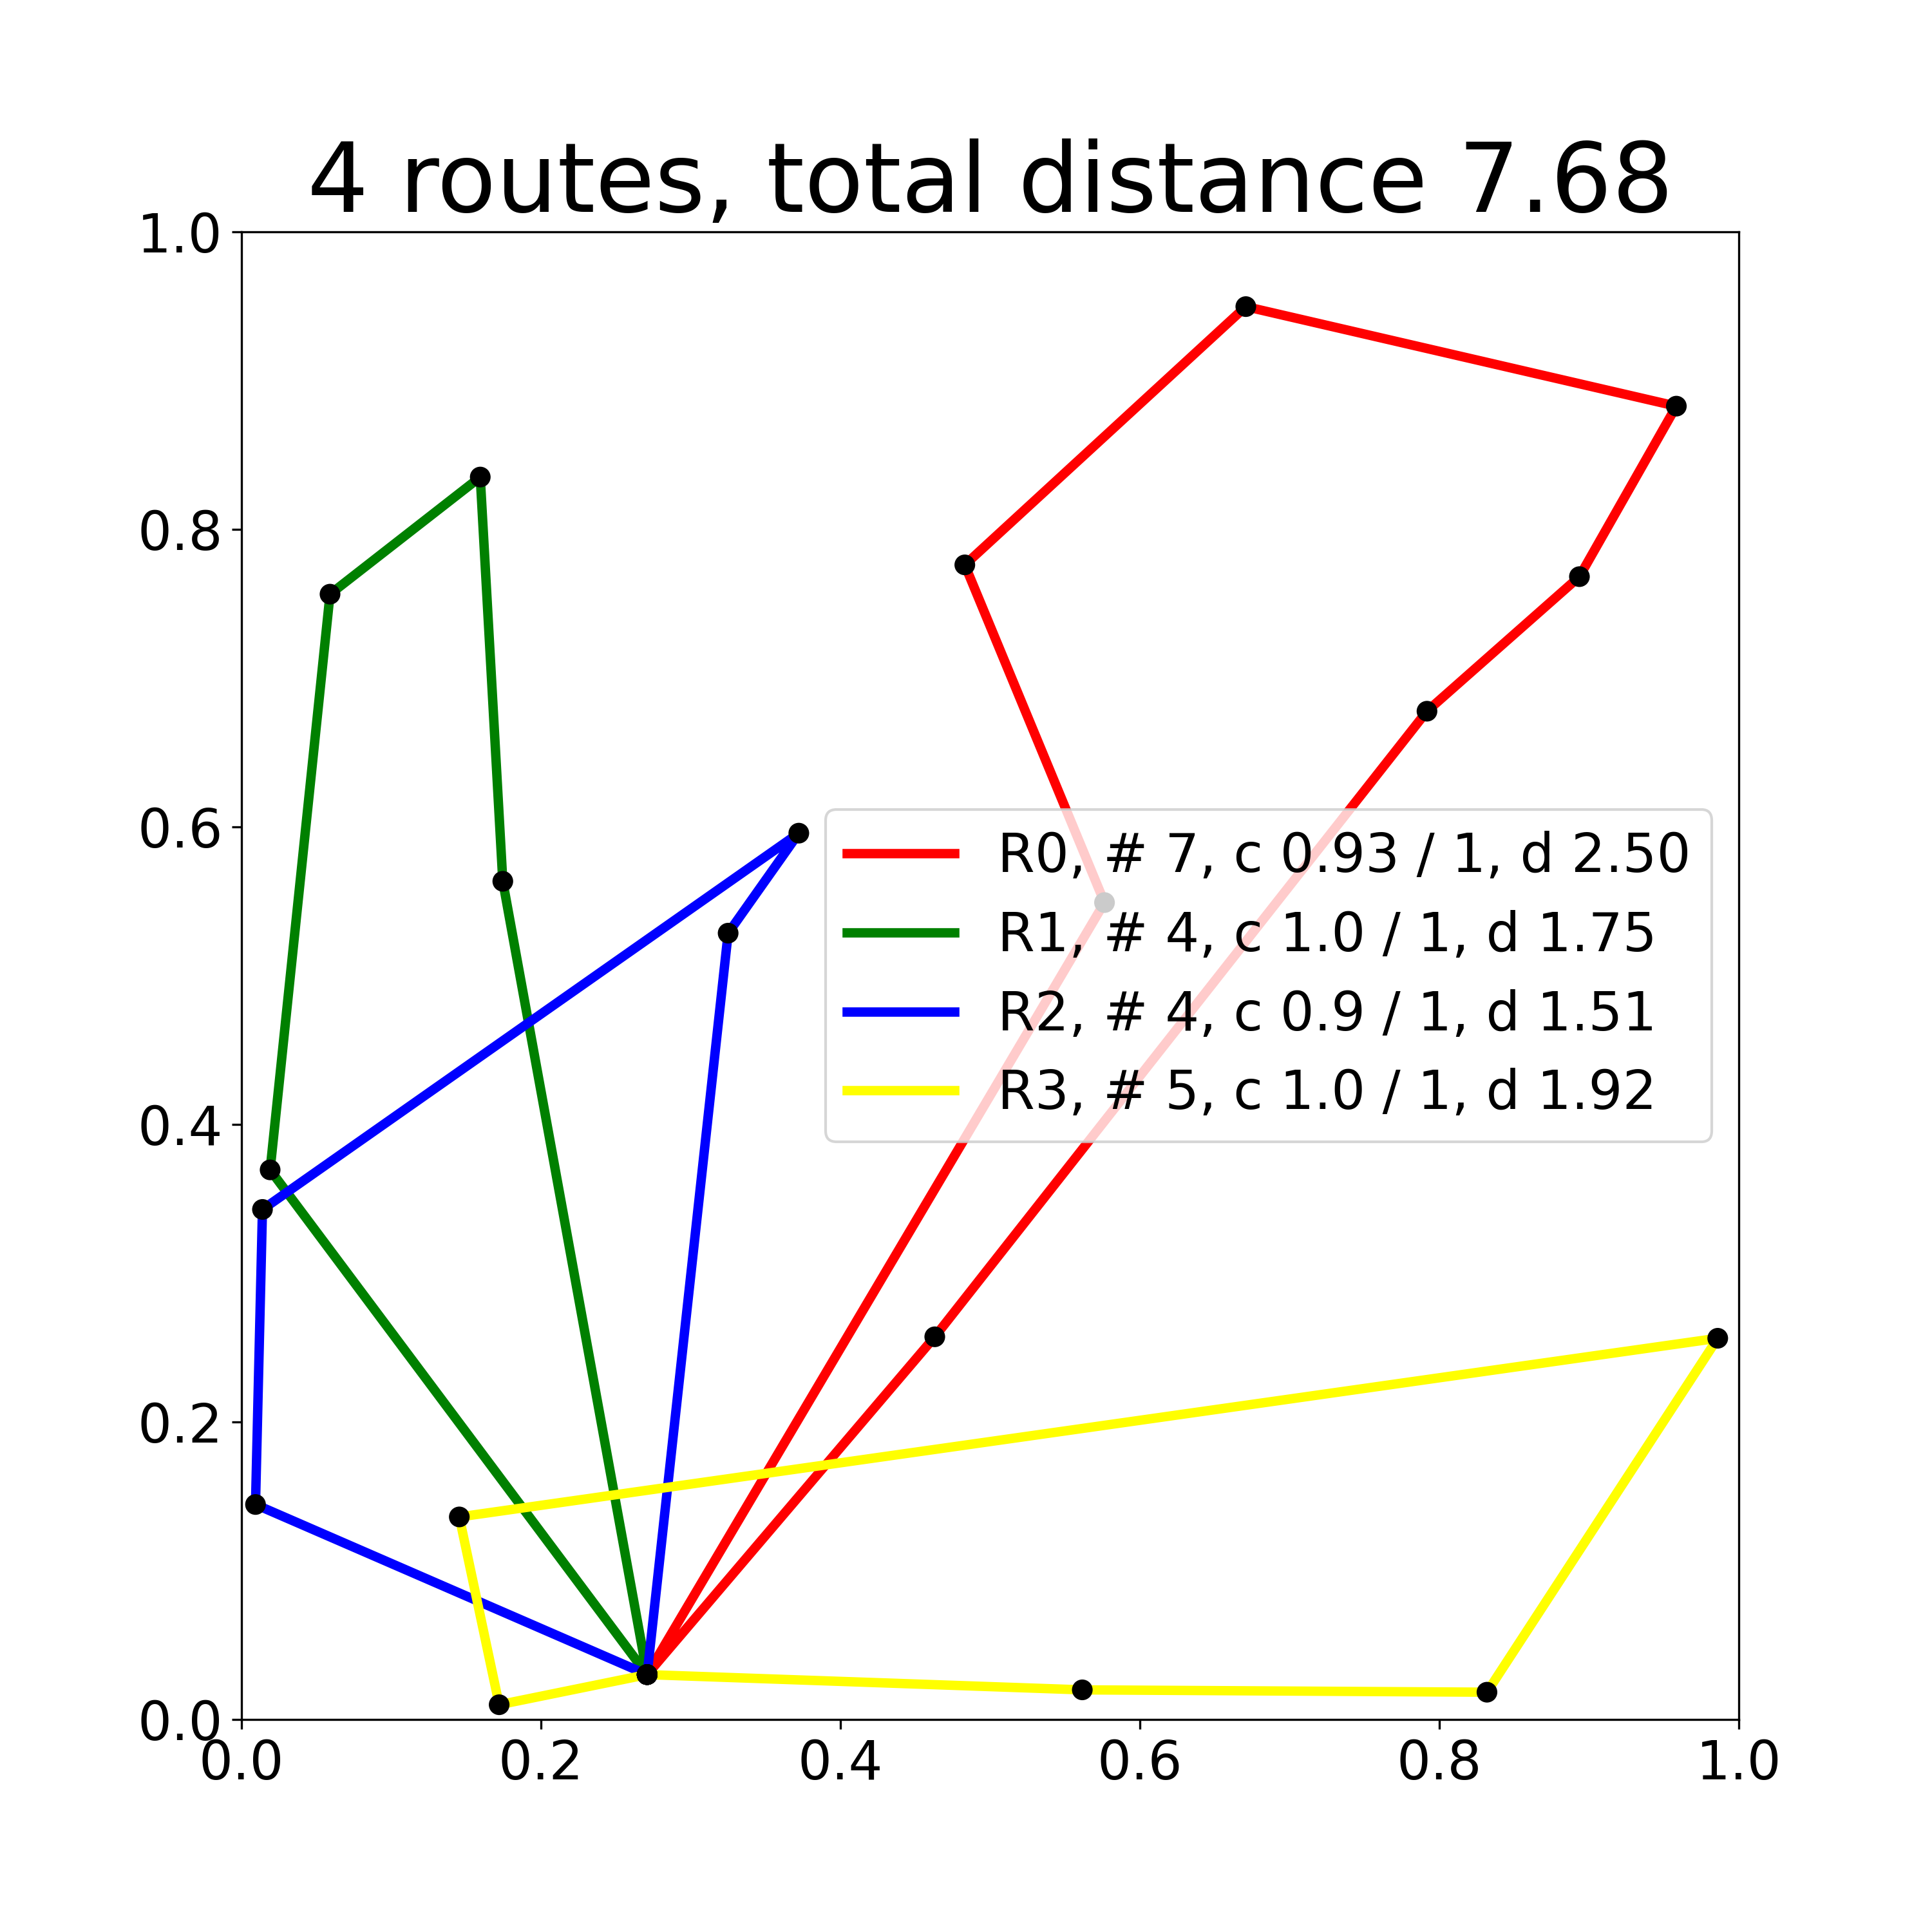 4 routes, total distance 7.68
1.0
0.8
0.6
0.4
0.2
0.0
R0, # 7, c 0.93 / 1, d 2.50
R1, # 4, c 1.0 / 1, d 1.75
R2, # 4, c 0.9 / 1, d 1.51
R3, # 5, c 1.0 / 1, d 1.92
0.0 0.2 0.4 0.6 0.8 1.0